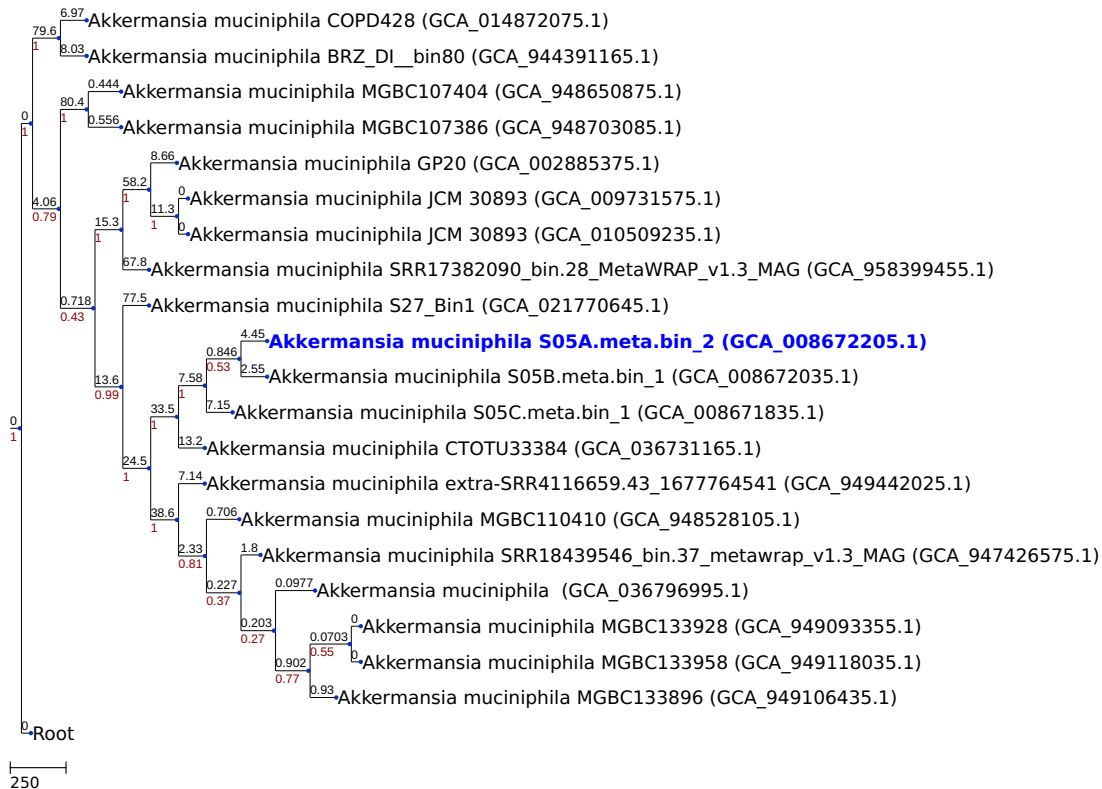 6.97
Akkermansia muciniphila COPD428 (GCA_014872075.1)
79.6
1
8.03
Akkermansia muciniphila BRZ_DI__bin80 (GCA_944391165.1)
0.444
Akkermansia muciniphila MGBC107404 (GCA_948650875.1)
80.4
1
0
1
0.556
Akkermansia muciniphila MGBC107386 (GCA_948703085.1)
8.66
Akkermansia muciniphila GP20 (GCA_002885375.1)
58.2
1
0
Akkermansia muciniphila JCM 30893 (GCA_009731575.1)
4.06
0.79
11.3
1
15.3
1
0
Akkermansia muciniphila JCM 30893 (GCA_010509235.1)
67.8
Akkermansia muciniphila SRR17382090_bin.28_MetaWRAP_v1.3_MAG (GCA_958399455.1)
0.718
0.43
77.5
Akkermansia muciniphila S27_Bin1 (GCA_021770645.1)
4.45
Akkermansia muciniphila S05A.meta.bin_2 (GCA_008672205.1)
0.846
0.53
2.55
Akkermansia muciniphila S05B.meta.bin_1 (GCA_008672035.1)
13.6
0.99
7.58
1
7.15
Akkermansia muciniphila S05C.meta.bin_1 (GCA_008671835.1)
33.5
1
0
1
13.2
Akkermansia muciniphila CTOTU33384 (GCA_036731165.1)
24.5
1
7.14
Akkermansia muciniphila extra-SRR4116659.43_1677764541 (GCA_949442025.1)
38.6
1
0.706
Akkermansia muciniphila MGBC110410 (GCA_948528105.1)
2.33
0.81
1.8
Akkermansia muciniphila SRR18439546_bin.37_metawrap_v1.3_MAG (GCA_947426575.1)
0.227
0.37
0.0977
Akkermansia muciniphila  (GCA_036796995.1)
0.203
0.27
0
Akkermansia muciniphila MGBC133928 (GCA_949093355.1)
0.0703
0.55
0
Akkermansia muciniphila MGBC133958 (GCA_949118035.1)
0.902
0.77
0.93
Akkermansia muciniphila MGBC133896 (GCA_949106435.1)
0
Root
250